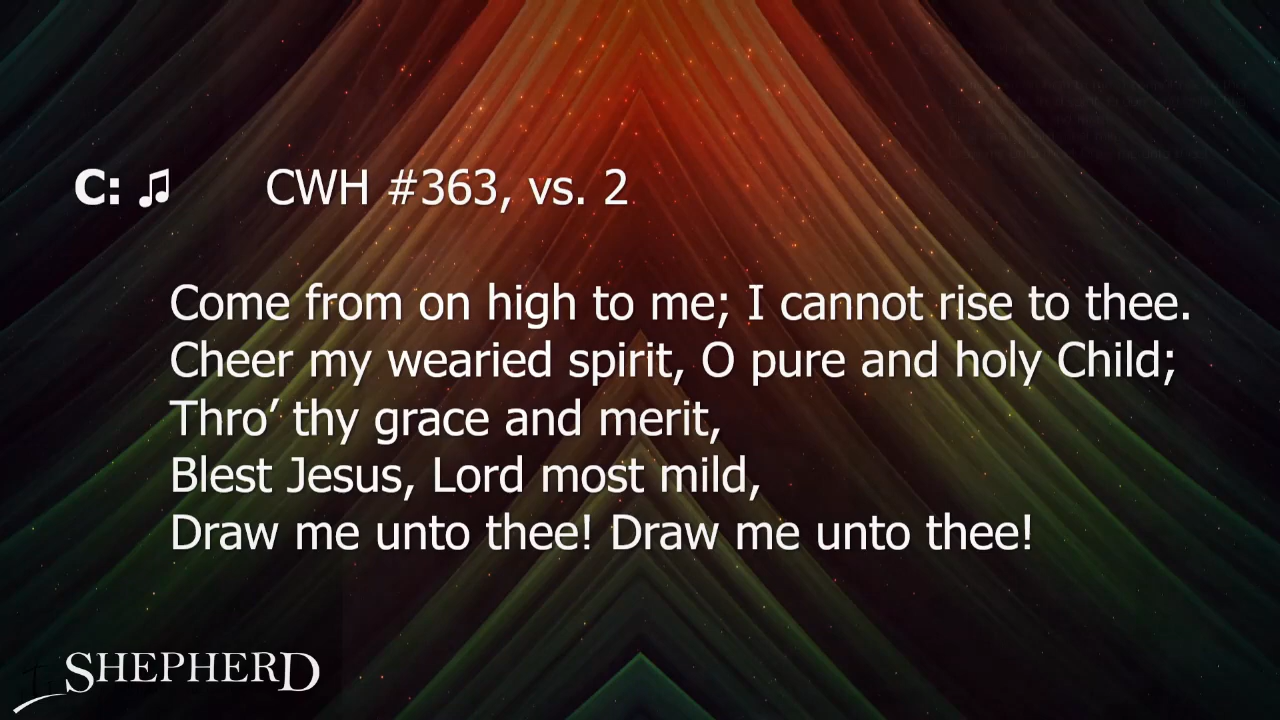 C: ♫ CWH #363, vs. 2
Come from on high to me; I cannot rise to thee.
Cheer my wearied spirit, O pure and holy Child;
Thro’ thy grace and merit,
Blest Jesus, Lord most mild,
Draw me unto thee! Draw me unto thee!
SHEPHERD